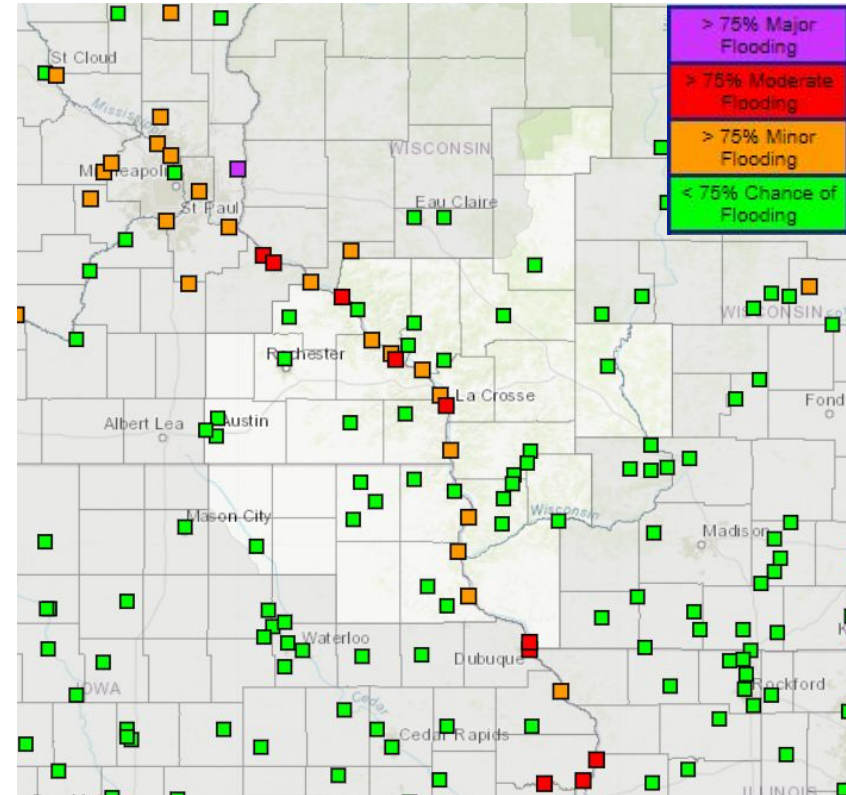 > 75% Major
Flooding
> 75% Moderate
Flooding
> 75% Minor
Flooding
< 75% Chance of
Flooding
St Cloud
WISCONSIN
St Paul
Eau Claire
WISCONSIN
La Crosse
Fond
Albert Lea
Austin
Mason City
Wisconsin
Madison
Waterloo
Dubuque
IOWA
Rockford
Cedar
Cedar Rapids
ILLINOIS